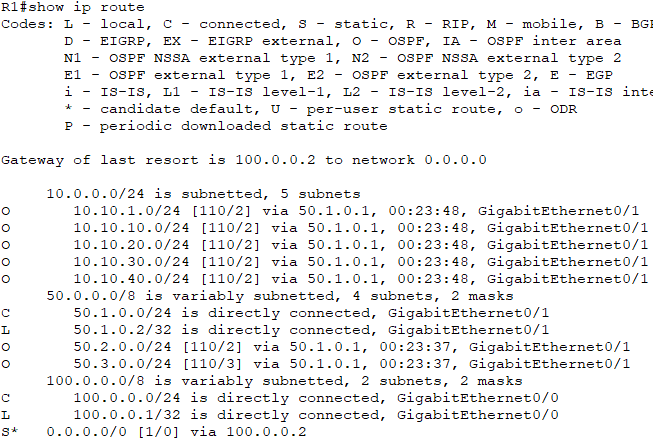 R1#show ip route
Codes: L - local, C - connected, S - static, R - RIP, M - mobile, B - BGP
D - EIGRP, EX - EIGRP external, O - OSPF, IA - OSPF inter area
N1 - OSPF NSSA external type 1, N2 - OSPF NSSA external type 2
E1 - OSPF external type 1, E2 - OSPF external type 2, E - EGP
i - IS-IS, L1 - IS-IS level-1, L2 - IS-IS level-2, ia - IS-IS inte
* - candidate default, U - per-user static route, o - ODR
P - periodic downloaded static route
Gateway of last resort is 100.0.0.2 to network 0.0.0.0
10.0.0.0/24 is subnetted, 5 subnets
O 10.10.1.0/24 [110/2] via 50.1.0.1, 00:23:48, GigabitEthernet0/1
O 10.10.10.0/24 [110/2] via 50.1.0.1, 00:23:48, GigabitEthernet0/1
O 10.10.20.0/24 [110/2] via 50.1.0.1, 00:23:48, GigabitEthernet0/1
O 10.10.30.0/24 [110/2] via 50.1.0.1, 00:23:48, GigabitEthernet0/1
O 10.10.40.0/24 [110/2] via 50.1.0.1, 00:23:48, GigabitEthernet0/1
50.0.0.0/8 is variably subnetted, 4 subnets, 2 masks
C 50.1.0.0/24 is directly connected, GigabitEthernet0/1
L 50.1.0.2/32 is directly connected, GigabitEthernet0/1
O 50.2.0.0/24 [110/2] via 50.1.0.1, 00:23:37, GigabitEthernet0/1
O 50.3.0.0/24 [110/3] via 50.1.0.1, 00:23:37, GigabitEthernet0/1
100.0.0.0/8 is variably subnetted, 2 subnets, 2 masks
C 100.0.0.0/24 is directly connected, GigabitEthernet0/0
L 100.0.0.1/32 is directly connected, GigabitEthernet0/0
S* 0.0.0.0/0 [1/0] via 100.0.0.2